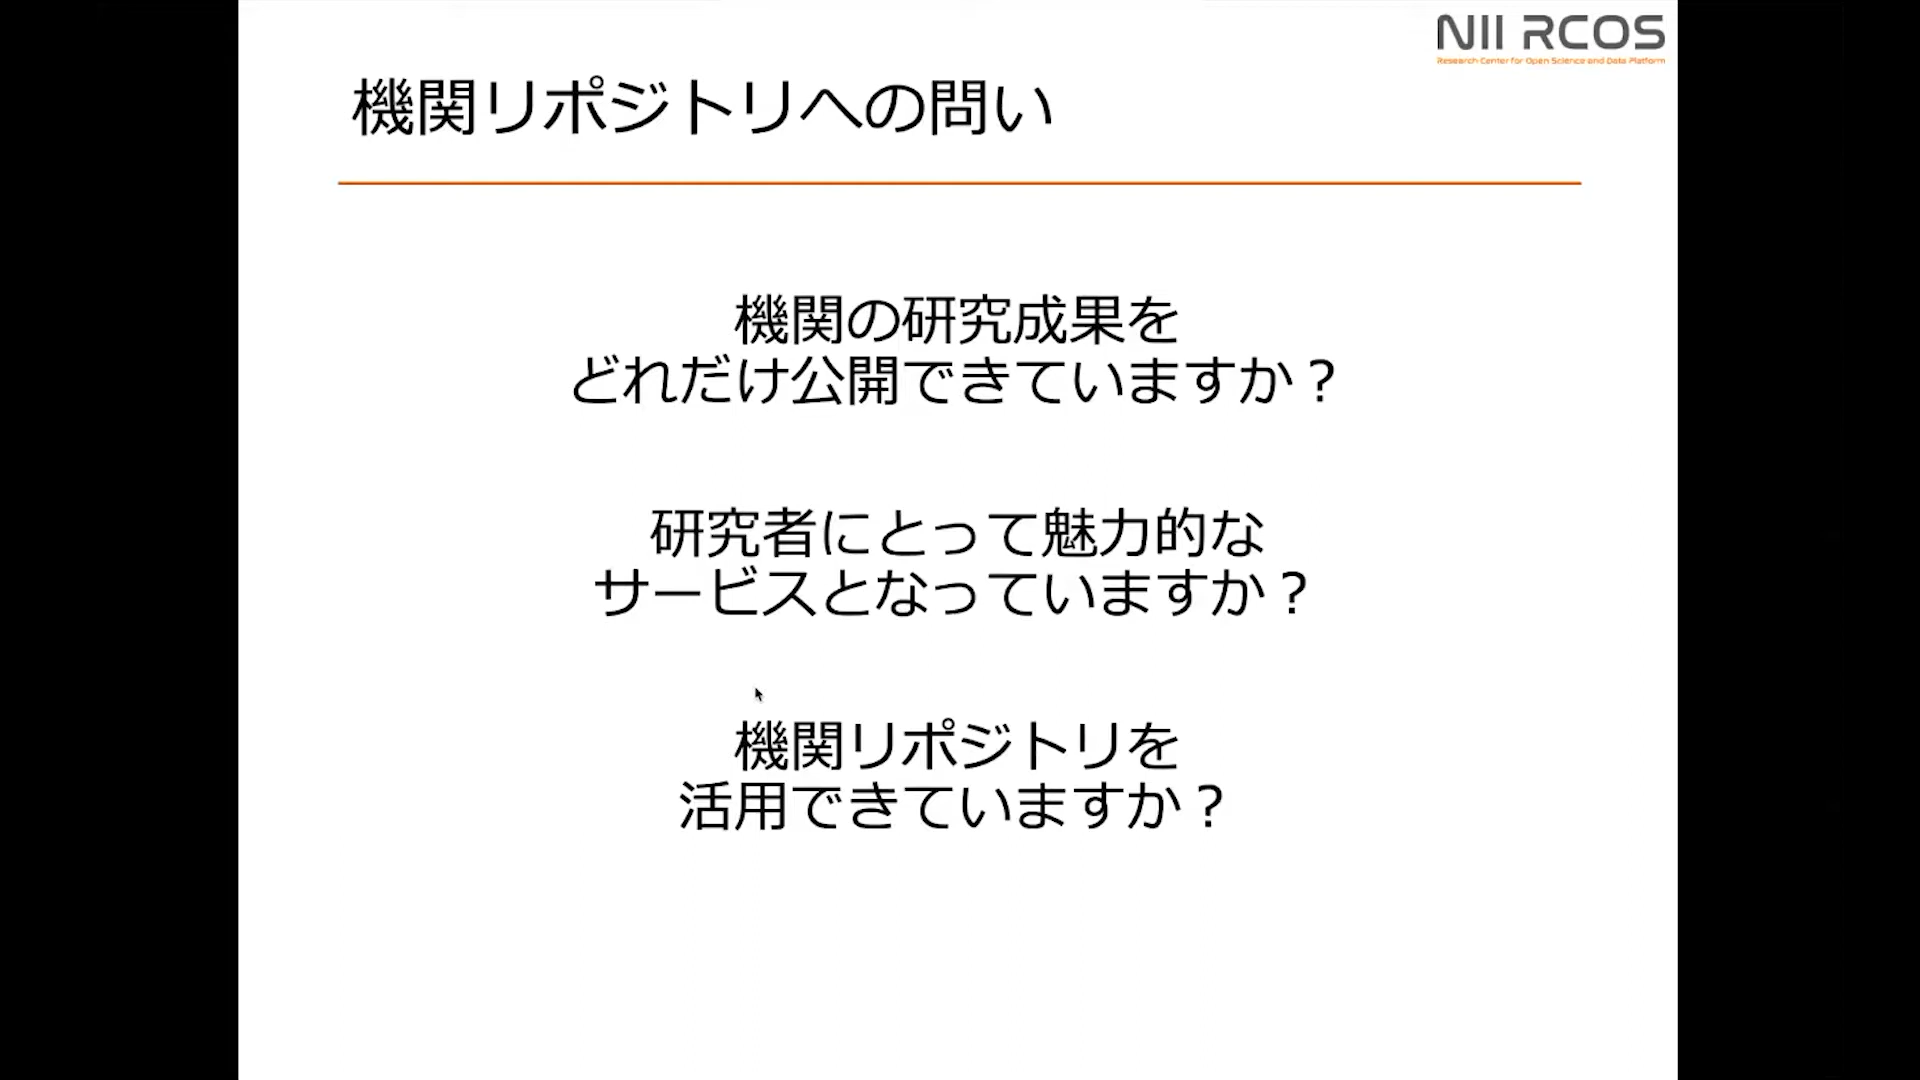 NII RCOS
Research Center for Open Science and Data Platform
機関リポジトリへの問い
機関の研究成果を
どれだけ公開できていますか？
研究者にとって魅力的な
サービスとなっていますか？
機関リポジトリを
活用できていますか？